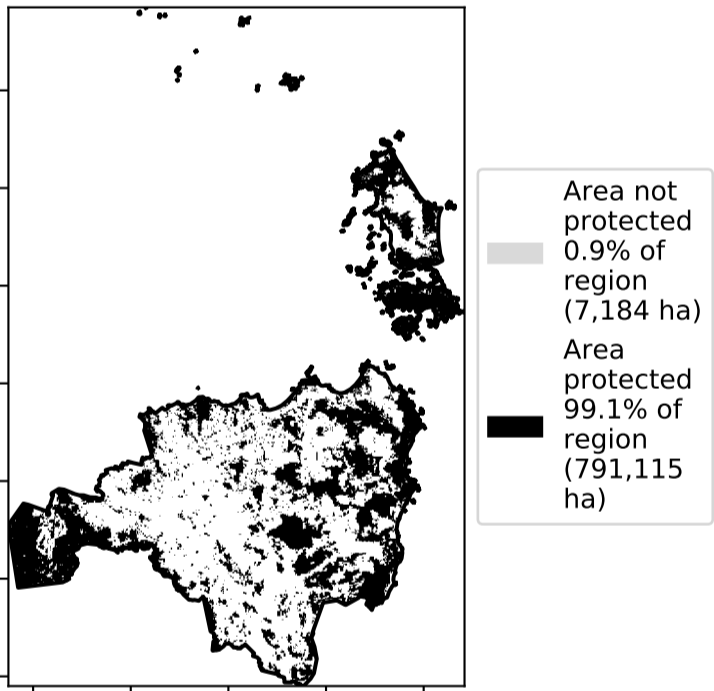 Area not
protected
0.9% of
region
(7,184 ha)
Area
protected
99.1% of
region
(791,115
ha)